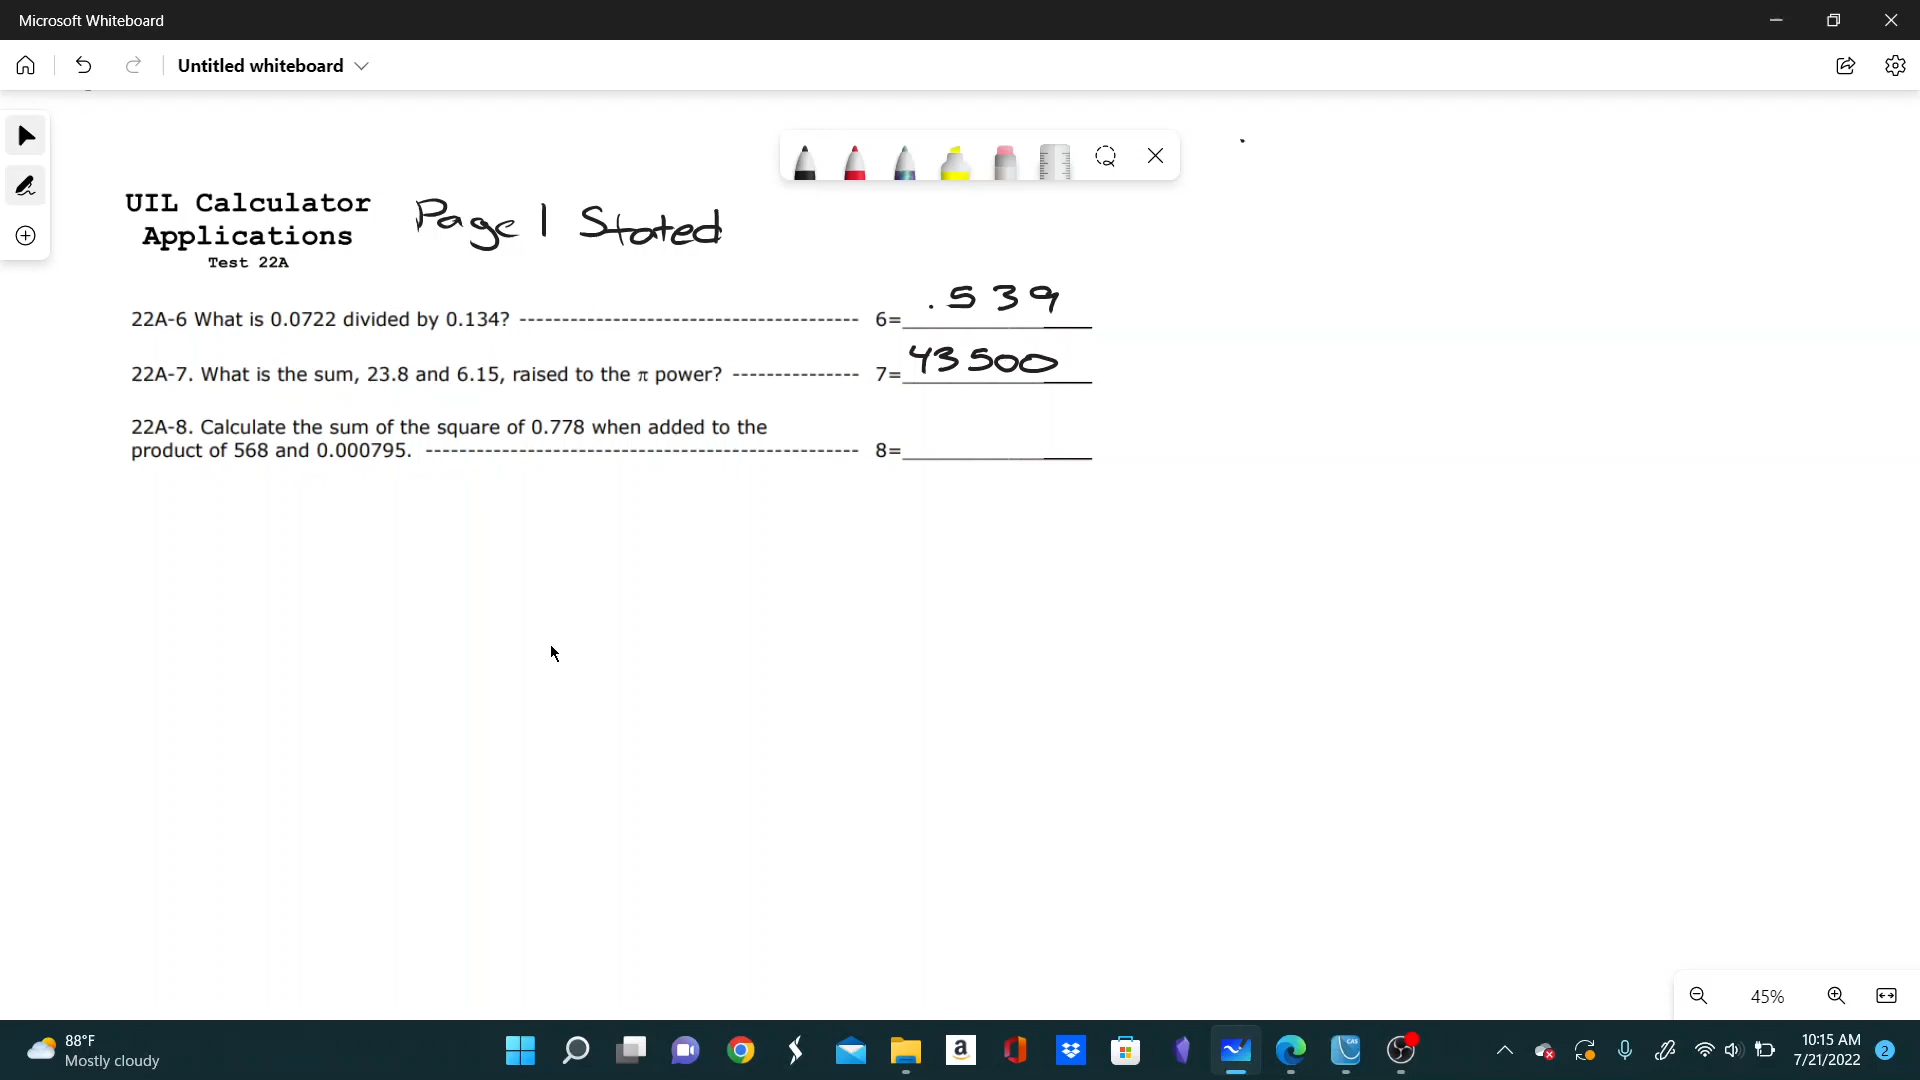 Microsoft Whiteboard
Untitled whiteboard
UIL Calculator
Applications
Test 22A
Page 1 Stated
22A-6 What is 0.0722 divided by 0.134? ---------------------------------------- 6=
.539
22A-7. What is the sum, 23.8 and 6.15, raised to the π power? --------------- 7=
43500
22A-8. Calculate the sum of the square of 0.778 when added to the
product of 568 and 0.000795. --------------------------------------------------- 8=
45%
88°F
Mostly cloudy
a
CAS
10:15 AM
7/21/2022
2